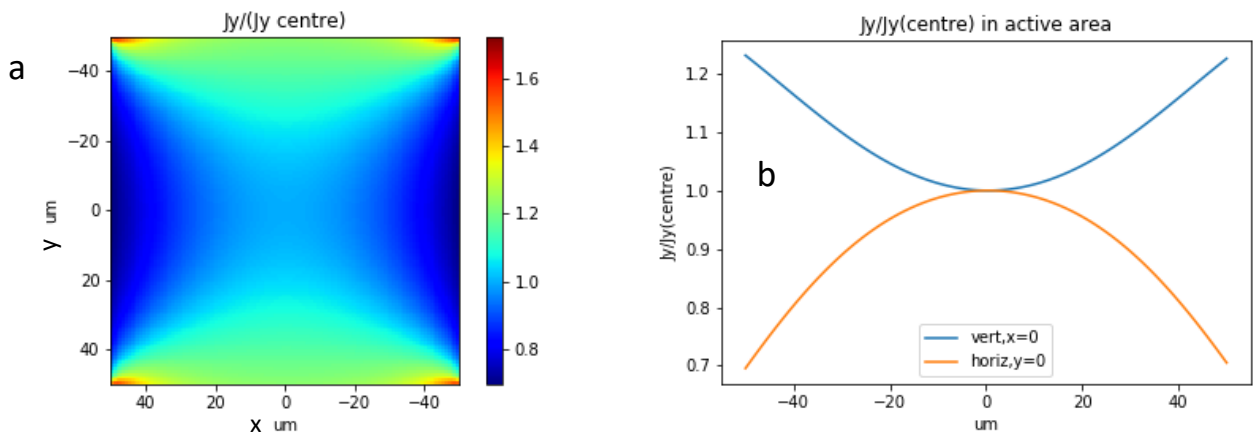 a
Jy/(Jy centre)
−40
−20
0
20
40
y um
40 20 0 −20 −40
x um
1.6
1.4
1.2
1.0
0.8
b
Jy/Jy(centre) in active area
Jy/Jy(centre)
1.2
1.1
1.0
0.9
0.8
0.7
vert,x=0
horiz,y=0
−40 −20 0 20 40
um